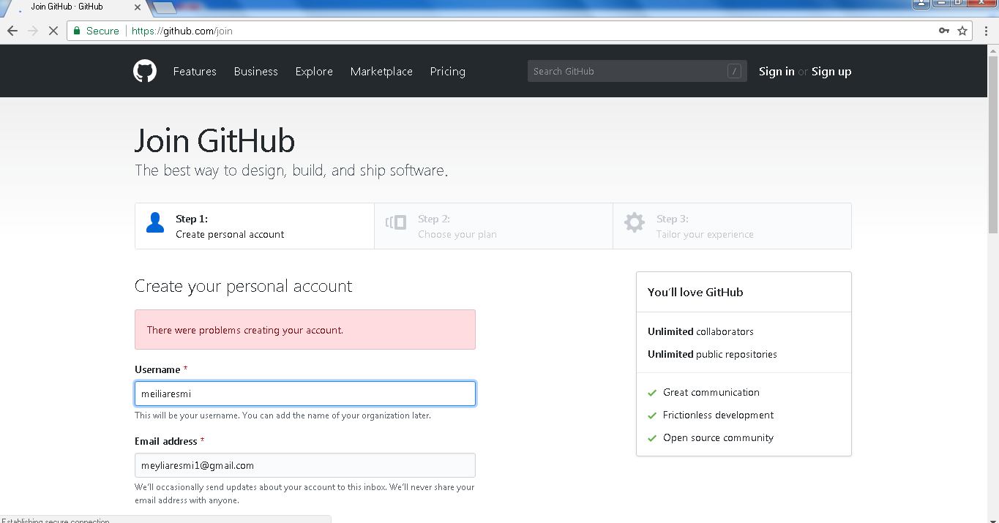 Join GitHub · GitHub
Secure https://github.com/join
Features Business Explore Marketplace Pricing Search GitHub / Sign in or Sign up
Join GitHub
The best way to design, build, and ship software.
Step 1:
Create personal account
Step 2:
Choose your plan
Step 3:
Tailor your experience
Create your personal account
There were problems creating your account.
Username *
meiliaresmi
This will be your username. You can add the name of your organization later.
Email address *
meyliaresmi1@gmail.com
We'll occasionally send updates about your account to this inbox. We'll never share your
email address with anyone.
You'll love GitHub
Unlimited collaborators
Unlimited public repositories
Great communication
Frictionless development
Open source community
Establishing secure connection